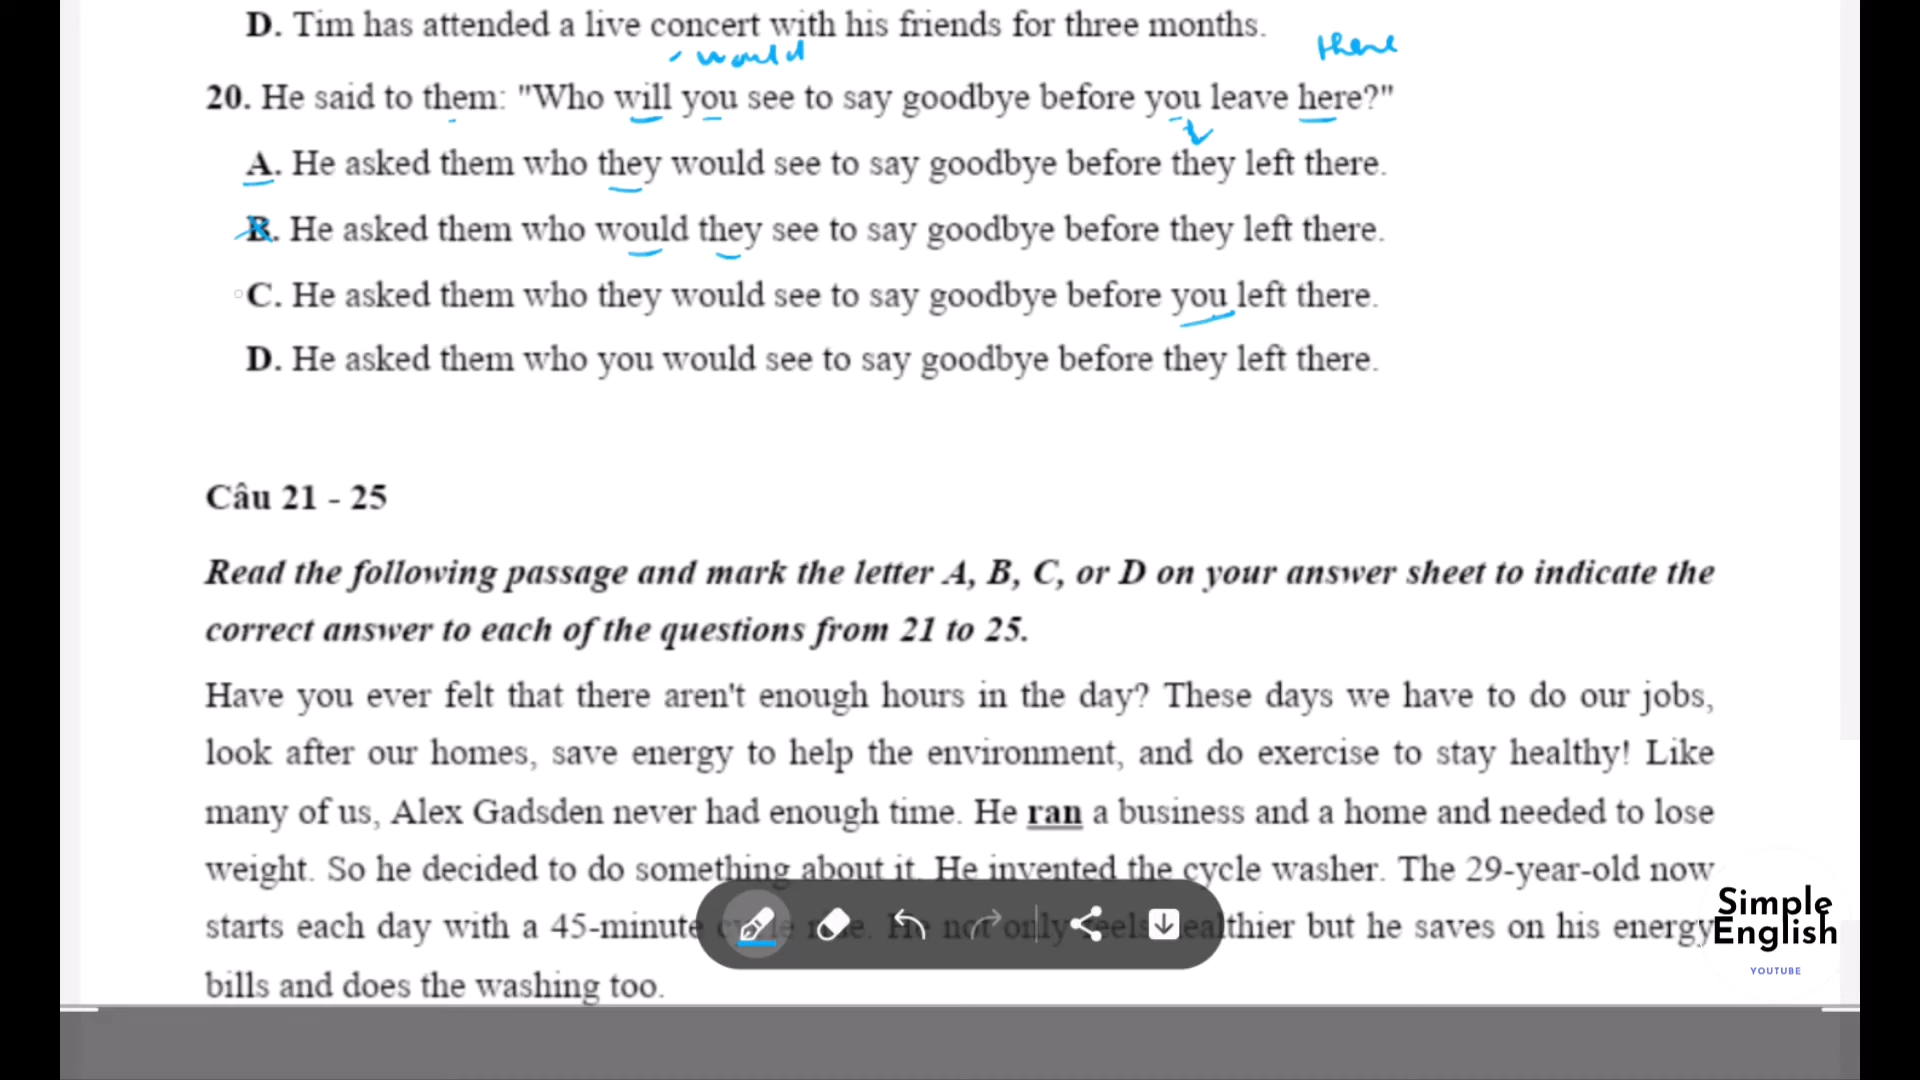 D. Tim has attended a live concert with his friends for three months.
would there
20. He said to them: "Who will you see to say goodbye before you leave here?"
A. He asked them who they would see to say goodbye before they left there.
B. He asked them who would they see to say goodbye before they left there.
C. He asked them who they would see to say goodbye before you left there.
D. He asked them who you would see to say goodbye before they left there.
Câu 21 - 25
Read the following passage and mark the letter A, B, C, or D on your answer sheet to indicate the
correct answer to each of the questions from 21 to 25.
Have you ever felt that there aren't enough hours in the day? These days we have to do our jobs,
look after our homes, save energy to help the environment, and do exercise to stay healthy! Like
many of us, Alex Gadsden never had enough time. He ran a business and a home and needed to lose
weight. So he decided to do something about it. He invented the cycle washer. The 29-year-old now
starts each day with a 45-minute cycle ride. He not only feels healthier but he saves on his energy
bills and does the washing too.
Simple
English
YOUTUBE